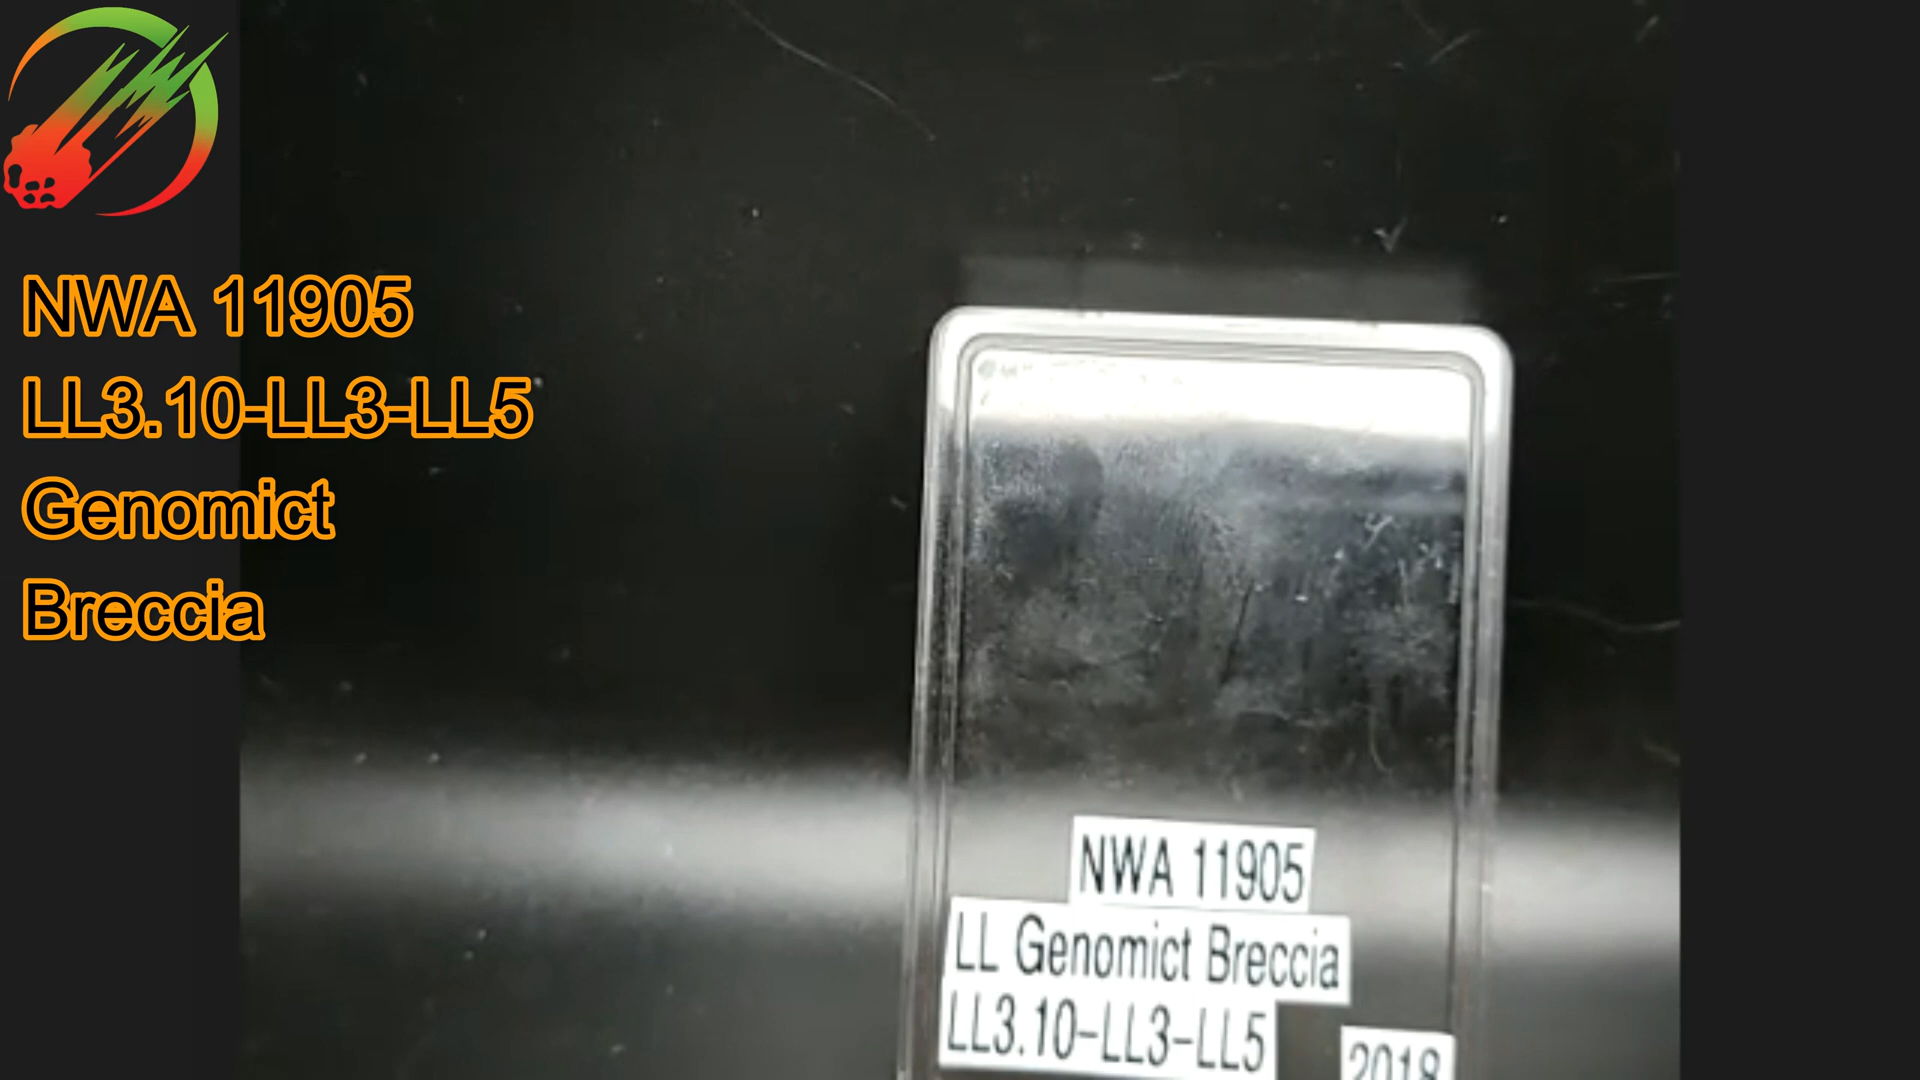 NWA 11905
LL3.10-LL3-LL5
Genomict
Breccia
NWA 11905
LL Genomict Breccia
LL3.10-LL3-LL5
2018